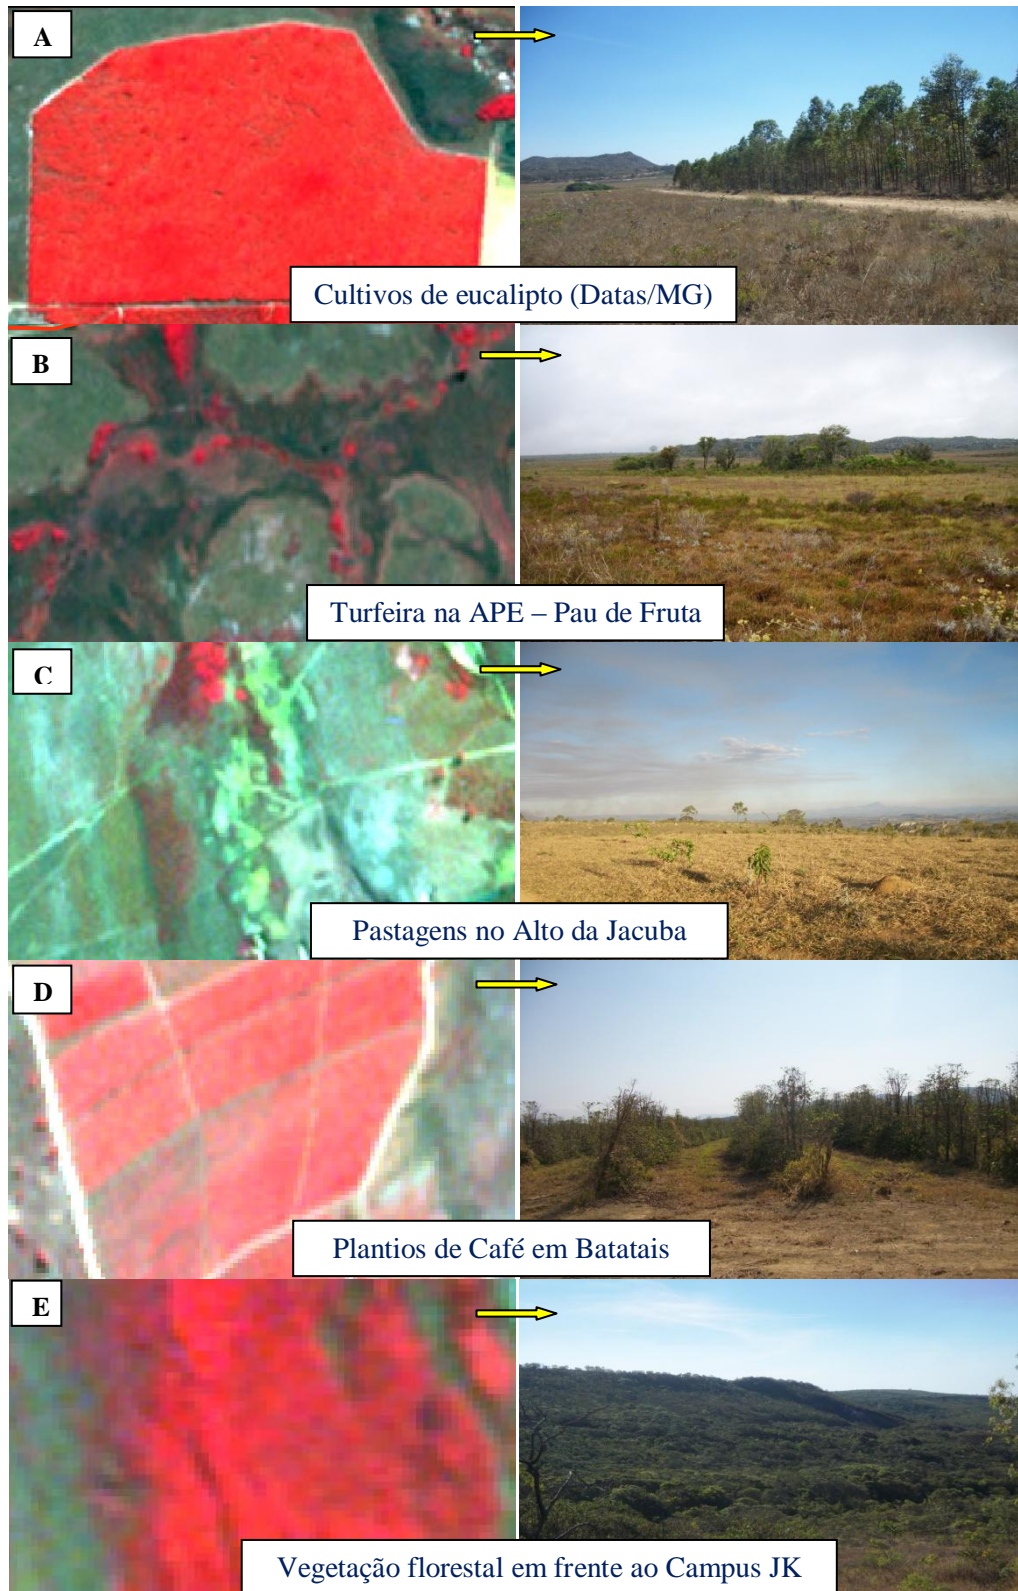 A
Cultivos de eucalipto (Datas/MG)
B
Turfeira na APE – Pau de Fruta
C
Pastagens no Alto da Jacuba
D
Plantios de Café em Batatais
E
Vegetação florestal em frente ao Campus JK